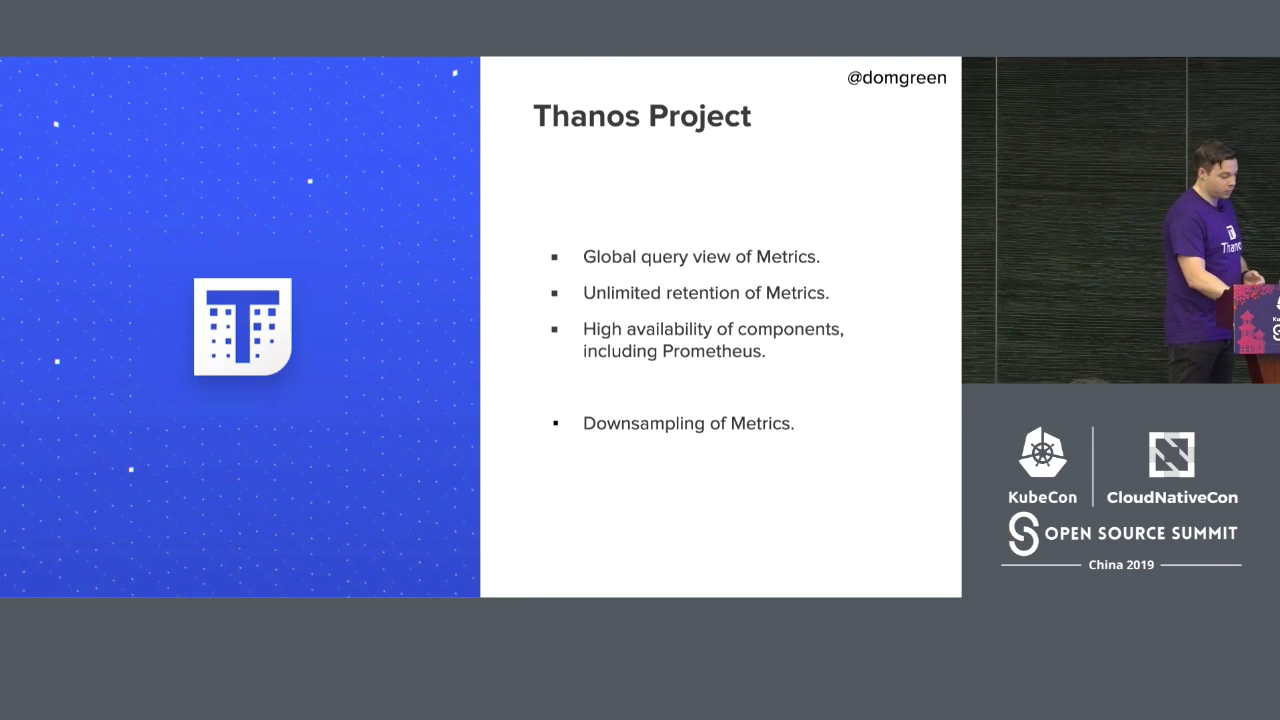 @domgreen
Thanos Project
Global query view of Metrics.
Unlimited retention of Metrics.
High availability of components,
including Prometheus.
Downsampling of Metrics.
KubeCon
CloudNativeCon
OPEN SOURCE SUMMIT
China 2019